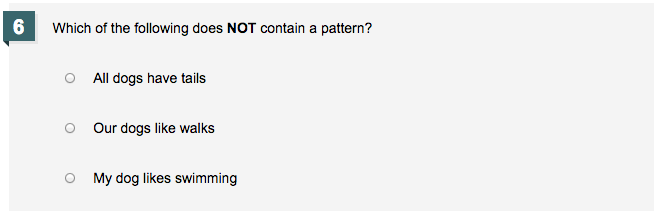 6 Which of the following does NOT contain a pattern?
All dogs have tails
Our dogs like walks
My dog likes swimming